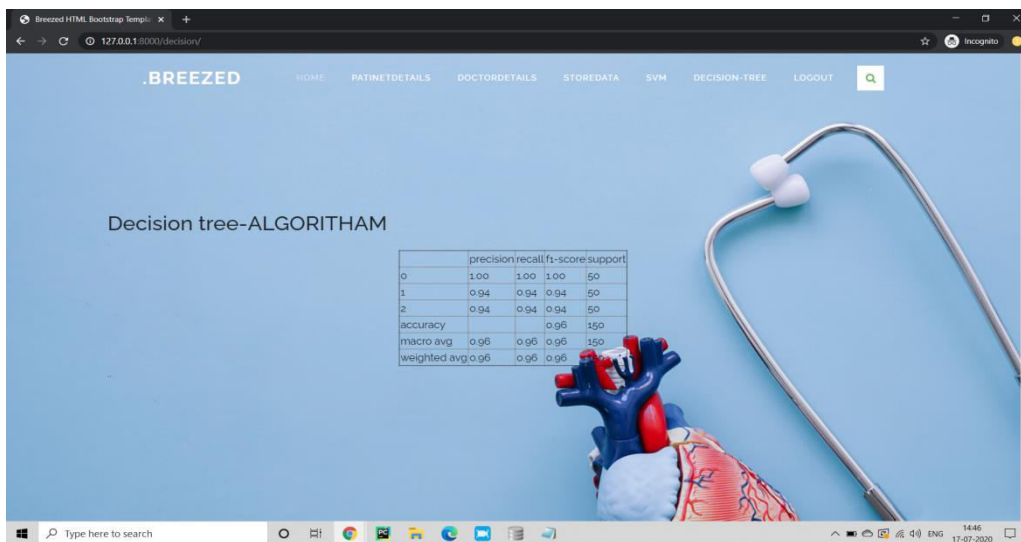 Breezed HTML Bootstrap Templa
127.0.0.1:8000/decision/
Incognito
.BREEZED
HOME PATINETDETAILS DOCTORDETAILS STOREDATA SVM DECISION-TREE LOGOUT
Decision tree-ALGORITHAM
precision recall f1-score support
0 1.00 1.00 1.00 50
1 0.94 0.94 0.94 50
2 0.94 0.94 0.94 50
accuracy 0.96 150
macro avg 0.96 0.96 0.96 150
weighted avg 0.96 0.96 0.96
Type here to search
ENG
14:46
17-07-2020